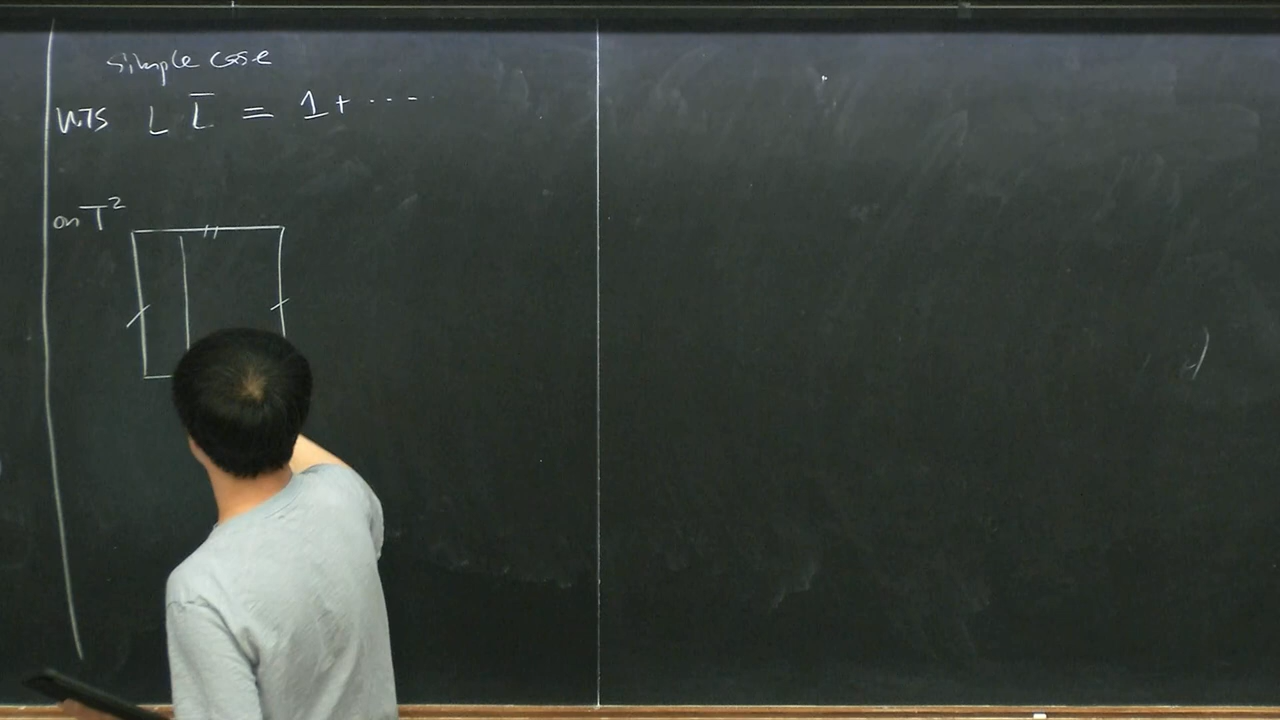 simple case
WTS L L̅ = 1 + ....
on T²